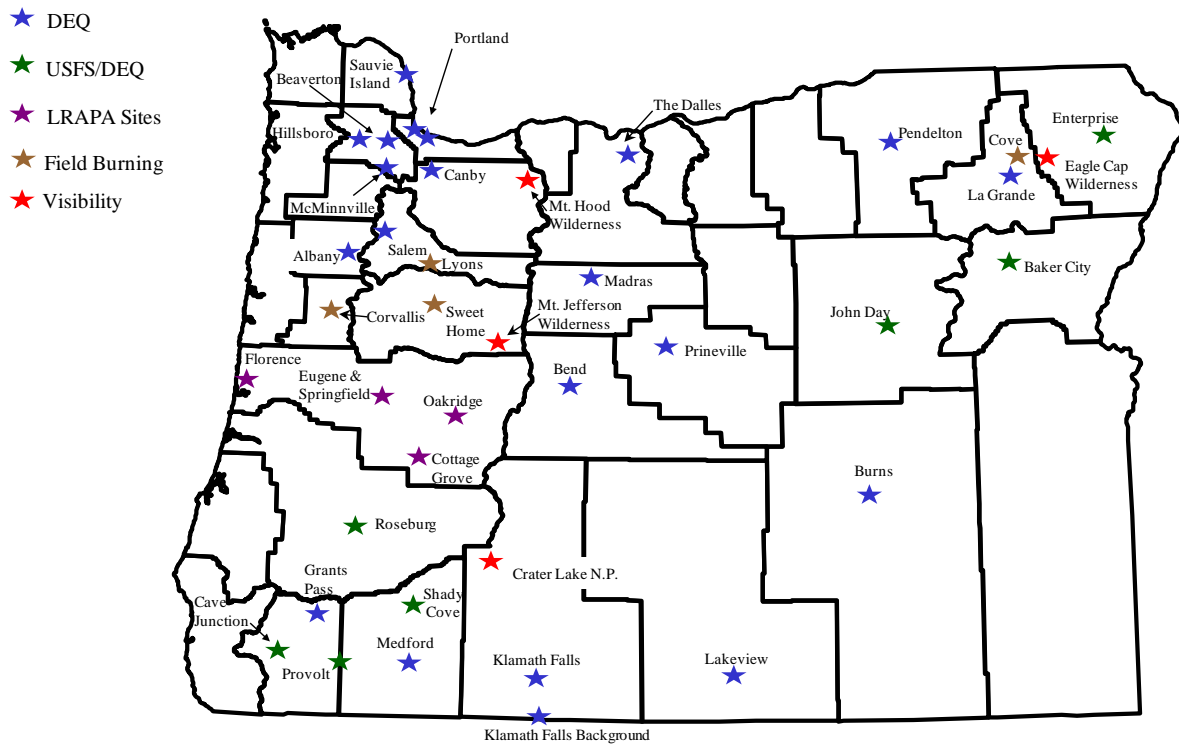 DEQ
USFS/DEQ
LRAPA Sites
Field Burning
Visibility
Portland
Sauvie
Island
Beaverton
Hillsboro
The Dalles
Pendelton
Enterprise
Cove
Eagle Cap
Wilderness
La Grande
Canby
McMinnville
Mt. Hood
Wilderness
Albany
Salem
Lyons
Baker City
Madras
Corvallis
Sweet
Home
Mt. Jefferson
Wilderness
John Day
Florence
Eugene &
Springfield
Bend
Prineville
Oakridge
Cottage
Grove
Burns
Roseburg
Grants
Pass
Crater Lake N.P.
Cave
Junction
Shady
Cove
Provolt
Medford
Klamath Falls
Lakeview
Klamath Falls Background